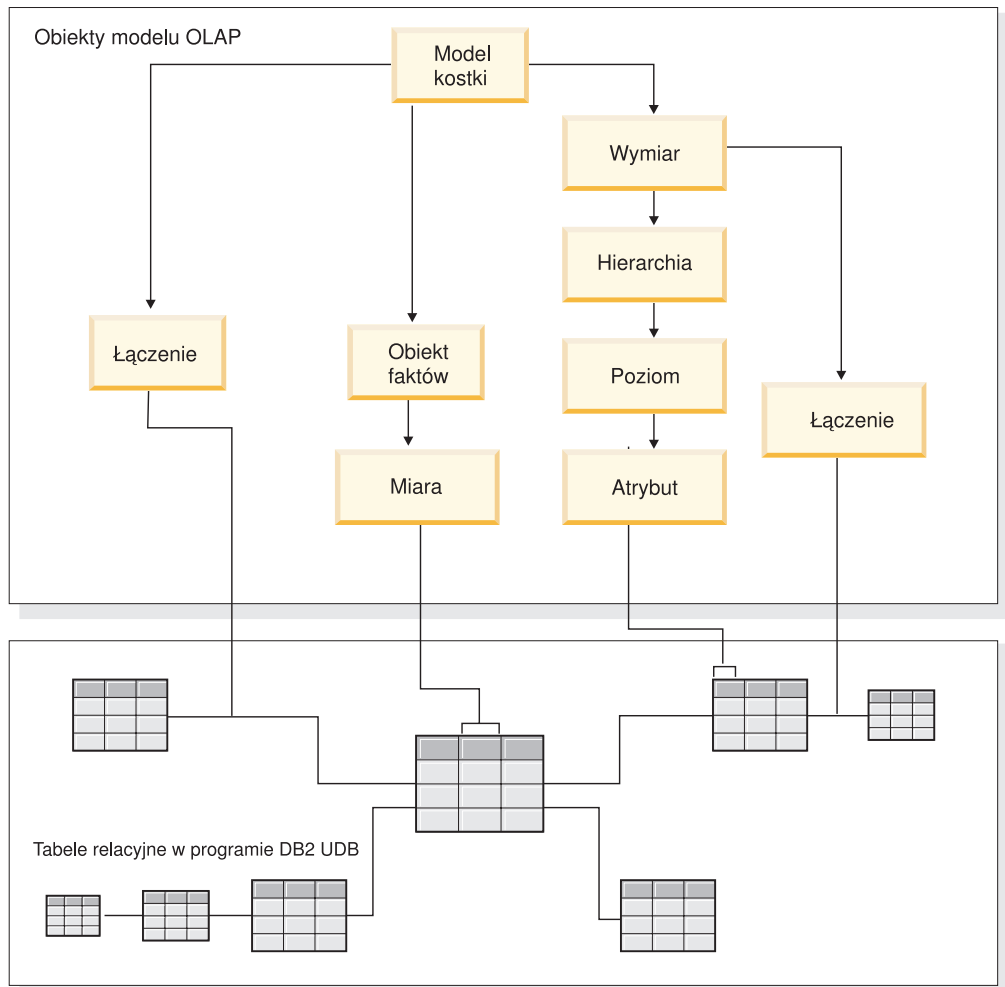 Obiekty modelu OLAP
Model
kostki
Wymiar
Hierarchia
Łączenie
Obiekt
faktów
Poziom
Łączenie
Miara
Atrybut
Tabele relacyjne w programie DB2 UDB